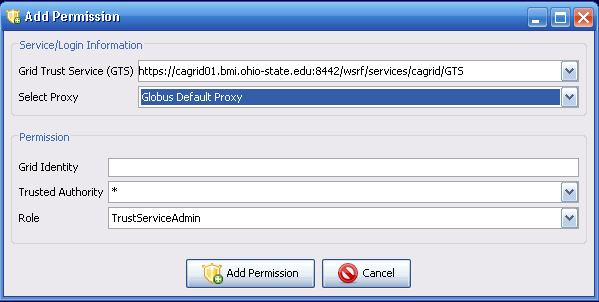 Add Permission
Service/Login Information
Grid Trust Service (GTS) https://cagrid01.bmi.ohio-state.edu:8442/wsrf/services/cagrid/GTS
Select Proxy Globus Default Proxy
Permission
Grid Identity
Trusted Authority *
Role TrustServiceAdmin
Add Permission Cancel